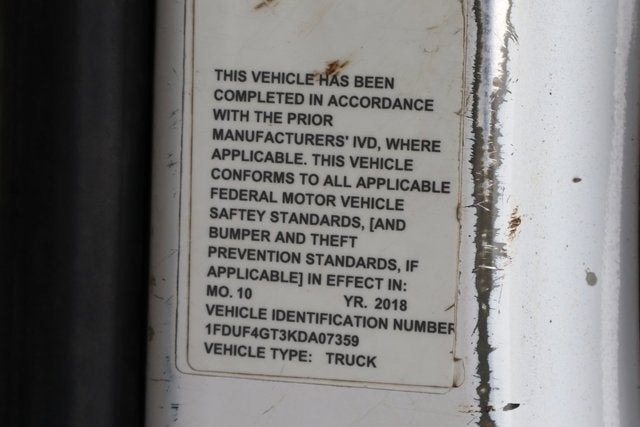 THIS VEHICLE HAS BEEN
COMPLETED IN ACCORDANCE
WITH THE PRIOR
MANUFACTURERS' IVD, WHERE
APPLICABLE. THIS VEHICLE
CONFORMS TO ALL APPLICABLE
FEDERAL MOTOR VEHICLE
SAFTEY STANDARDS, [AND
BUMPER AND THEFT
PREVENTION STANDARDS, IF
APPLICABLE] IN EFFECT IN:
MO. 10 YR. 2018
VEHICLE IDENTIFICATION NUMBER
1FDUF4GT3KDA07359
VEHICLE TYPE: TRUCK